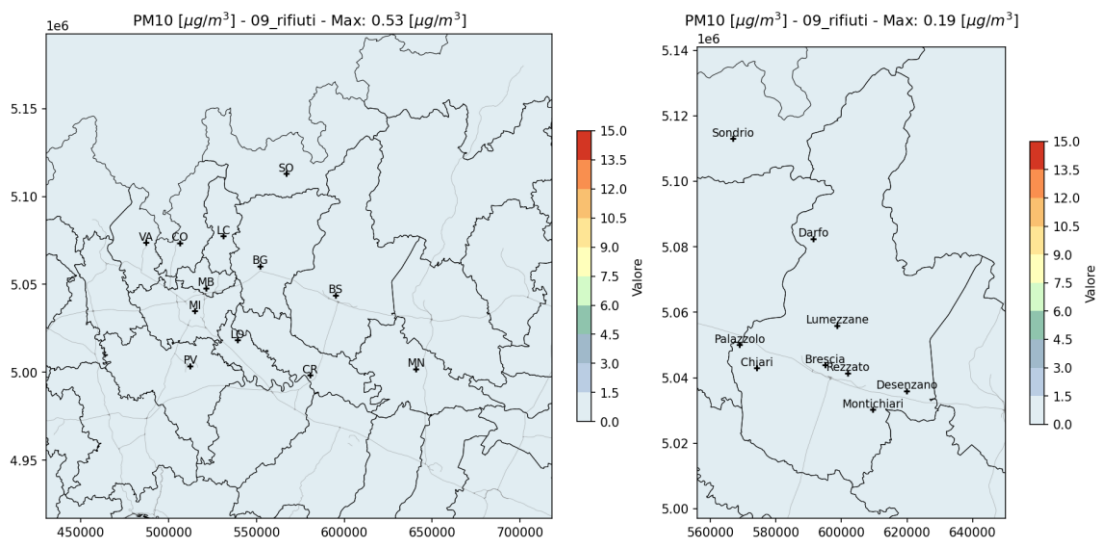 PM10 [μg/m³] - 09_rifiuti - Max: 0.53 [μg/m³]
1e6
5.15
5.10
5.05
5.00
4.95
450000 500000 550000 600000 650000 700000
SO
VA CO LC
BG
MB
BS
MI
LO
PV
CR
MN
15.0
13.5
12.0
10.5
9.0
7.5
6.0
4.5
3.0
1.5
0.0
Valore
PM10 [μg/m³] - 09_rifiuti - Max: 0.19 [μg/m³]
1e6
5.14
5.12
5.10
5.08
5.06
5.04
5.02
5.00
560000 580000 600000 620000 640000
Sondrio
Darfo
Lumezzane
Palazzolo
Chiari
Brescia
Rezzato
Desenzano
Montichiari
15.0
13.5
12.0
10.5
9.0
7.5
6.0
4.5
3.0
1.5
0.0
Valore